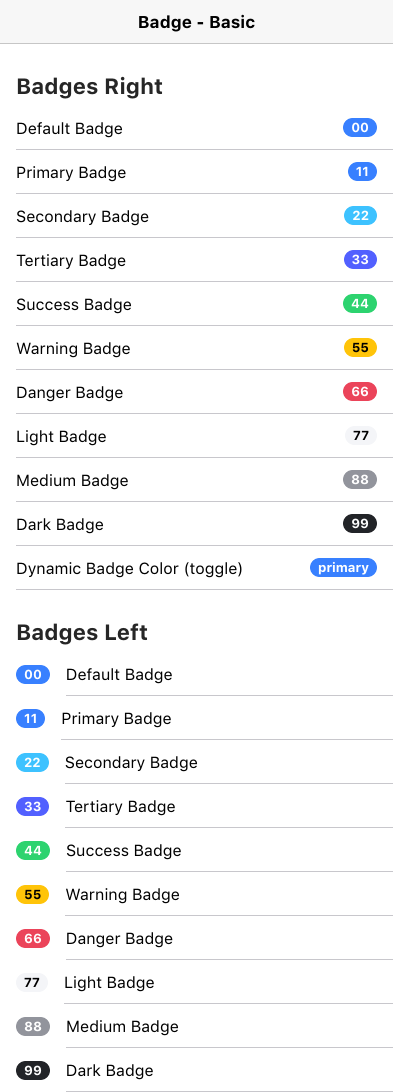 Badge - Basic
Badges Right
Default Badge 00
Primary Badge 11
Secondary Badge 22
Tertiary Badge 33
Success Badge 44
Warning Badge 55
Danger Badge 66
Light Badge 77
Medium Badge 88
Dark Badge 99
Dynamic Badge Color (toggle) primary
Badges Left
00 Default Badge
11 Primary Badge
22 Secondary Badge
33 Tertiary Badge
44 Success Badge
55 Warning Badge
66 Danger Badge
77 Light Badge
88 Medium Badge
99 Dark Badge